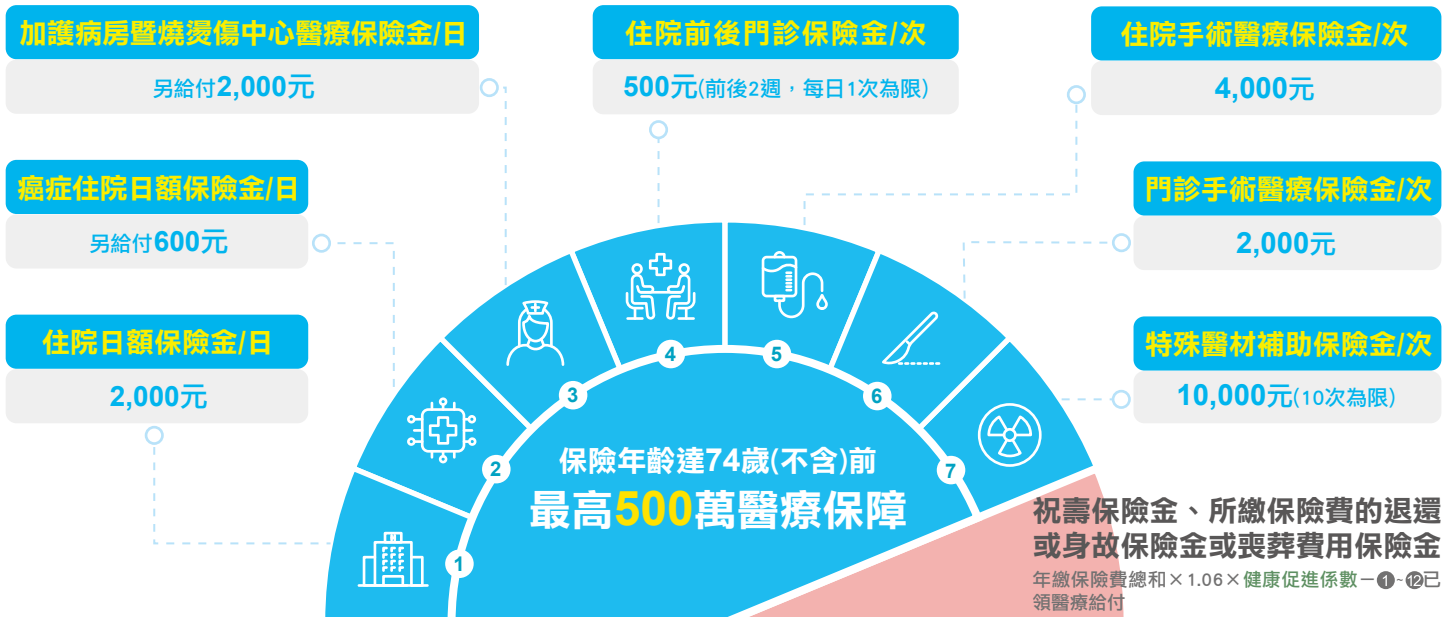 加護病房暨燒燙傷中心醫療保險金/日
另給付2,000元
住院前後門診保險金/次
500元(前後2週，每日1次為限)
住院手術醫療保險金/次
4,000元
癌症住院日額保險金/日
另給付600元
門診手術醫療保險金/次
2,000元
住院日額保險金/日
2,000元
特殊醫材補助保險金/次
10,000元(10次為限)
1
2
3
4
5
6
7
保險年齡達74歲(不含)前
最高500萬醫療保障
祝壽保險金、所繳保險費的退還
或身故保險金或喪葬費用保險金
年繳保險費總和×1.06×健康促進係數－❶~⓬已
領醫療給付